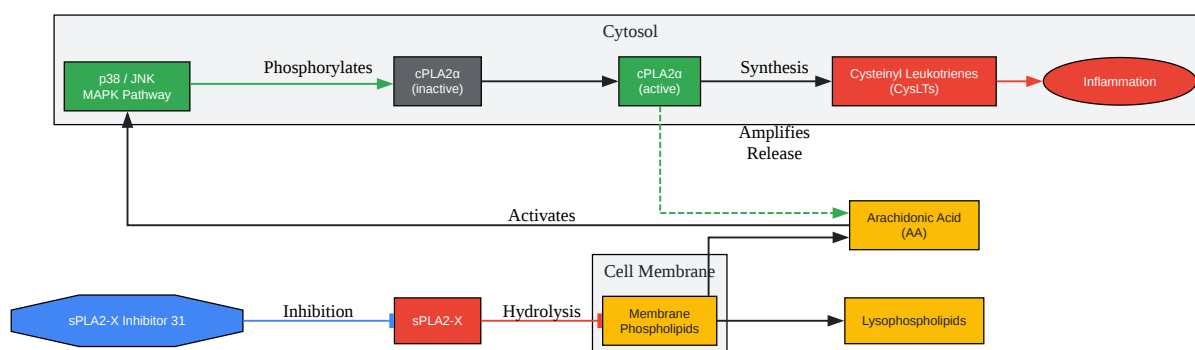 Cytosol
p38 / JNK
MAPK Pathway
Phosphorylates
cPLA2α
(inactive)
cPLA2α
(active)
Synthesis
Cysteinyl Leukotrienes
(CysLTs)
Inflammation
Amplifies
Release
Activates
Arachidonic Acid
(AA)
Cell Membrane
sPLA2-X Inhibitor 31
Inhibition
sPLA2-X
Hydrolysis
Membrane
Phospholipids
Lysophospholipids